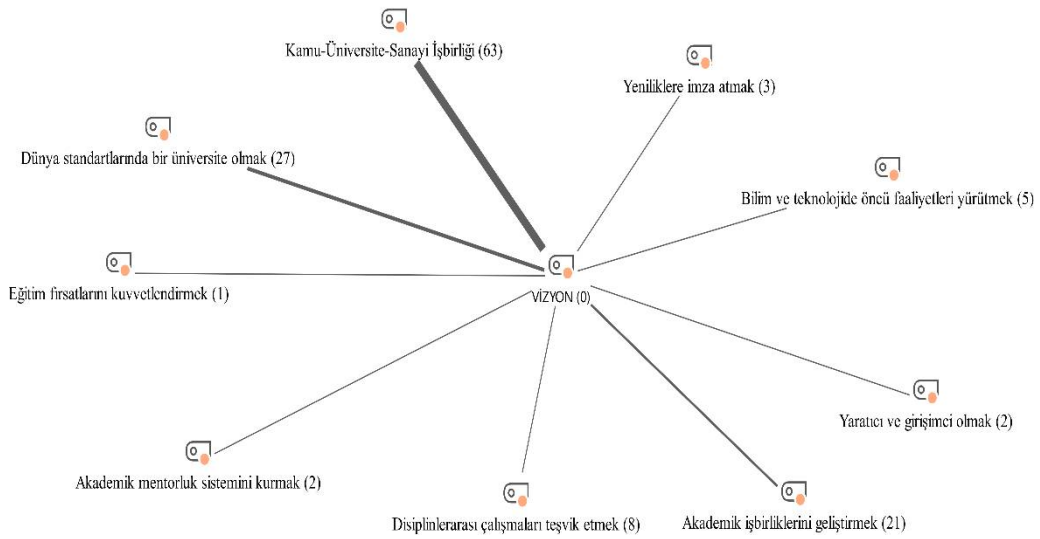 Kamu-Üniversite-Sanayi İşbirliği (63)
Yeniliklere imza atmak (3)
Dünya standartlarında bir üniversite olmak (27)
Bilim ve teknolojide öncü faaliyetleri yürütmek (5)
Eğitim fırsatlarını kuvvetlendirmek (1)
VİZYON (0)
Yaratıcı ve girişimci olmak (2)
Akademik mentorluk sistemini kurmak (2)
Disiplinlerarası çalışmaları teşvik etmek (8)
Akademik işbirliklerini geliştirmek (21)